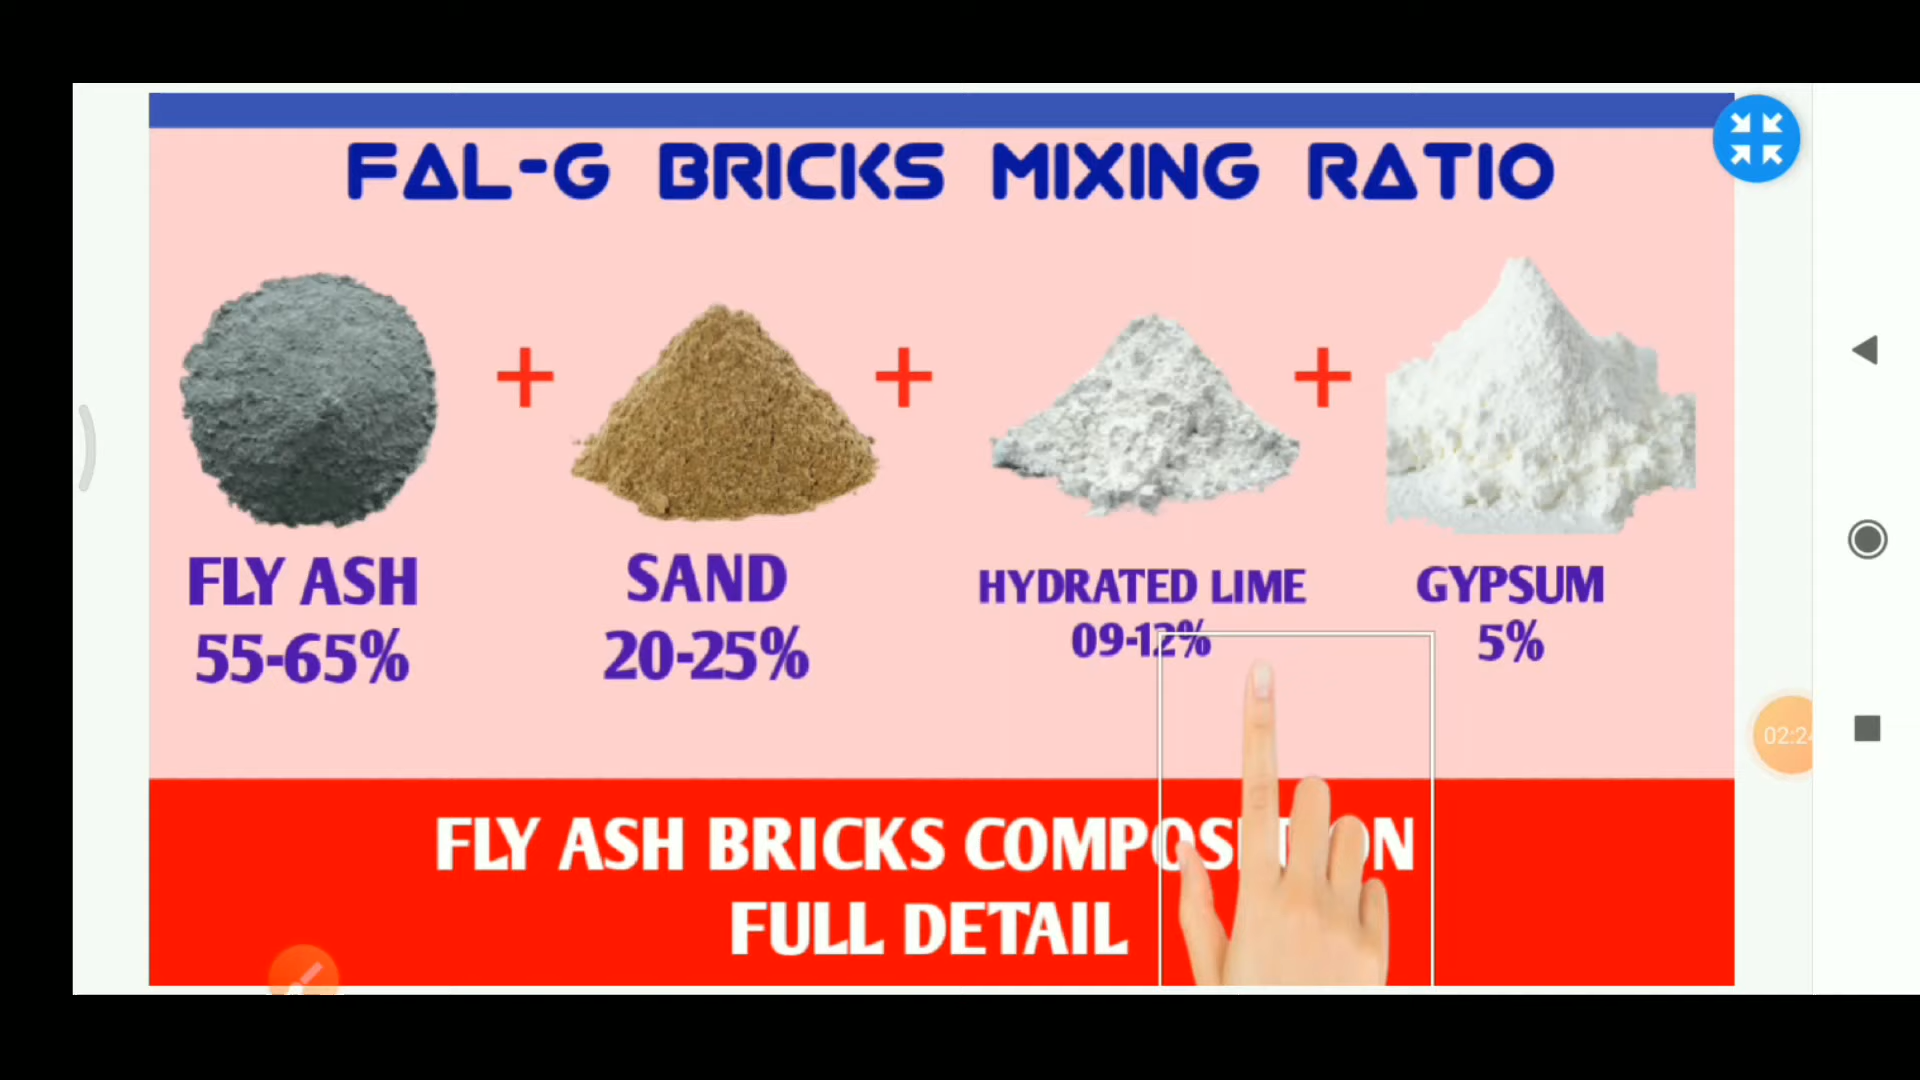 FAL-G BRICKS MIXING RATIO
FLY ASH
55-65%
SAND
20-25%
HYDRATED LIME
09-12%
GYPSUM
5%
FLY ASH BRICKS COMPOSITION
FULL DETAIL